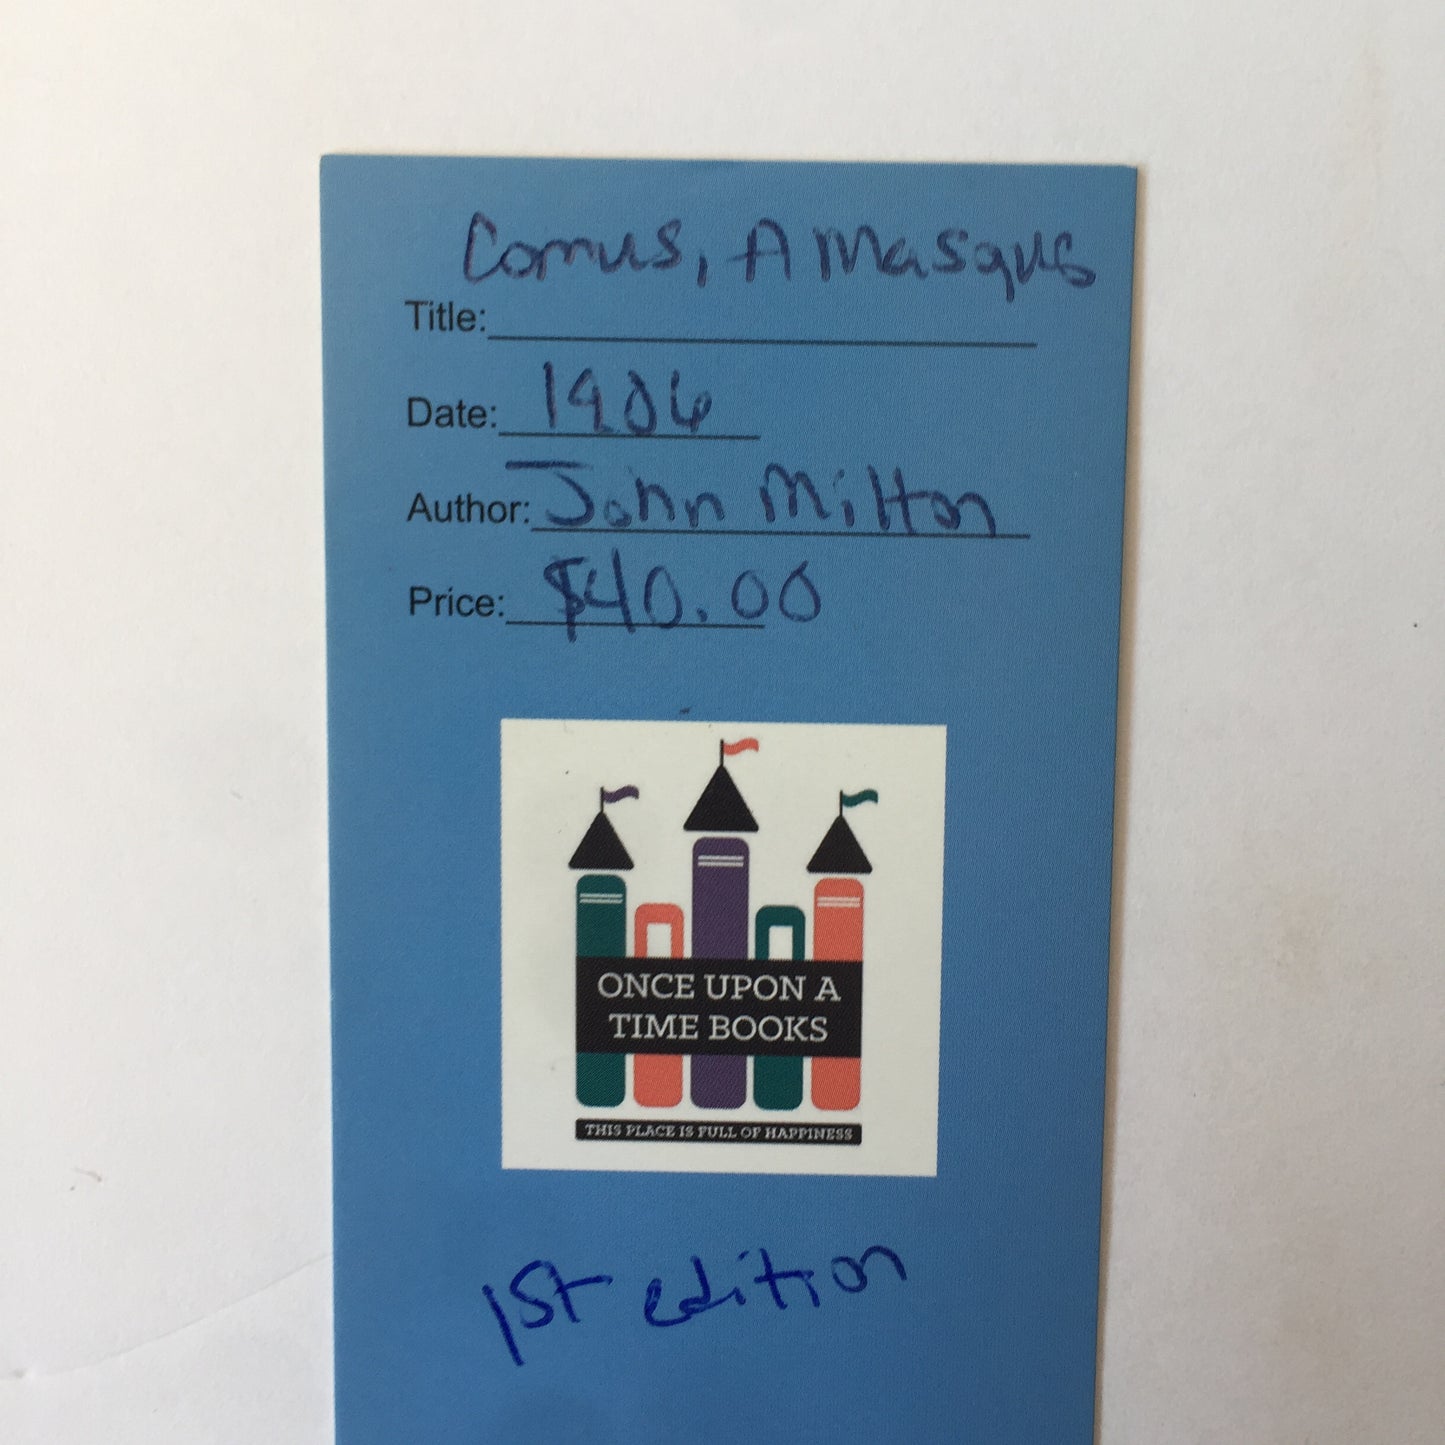 Comus, A Masque
Title:
Date: 1906
Author: John Milton
Price: $40.00
ONCE UPON A
TIME BOOKS
THIS PLACE IS FULL OF HAPPINESS
1st edition